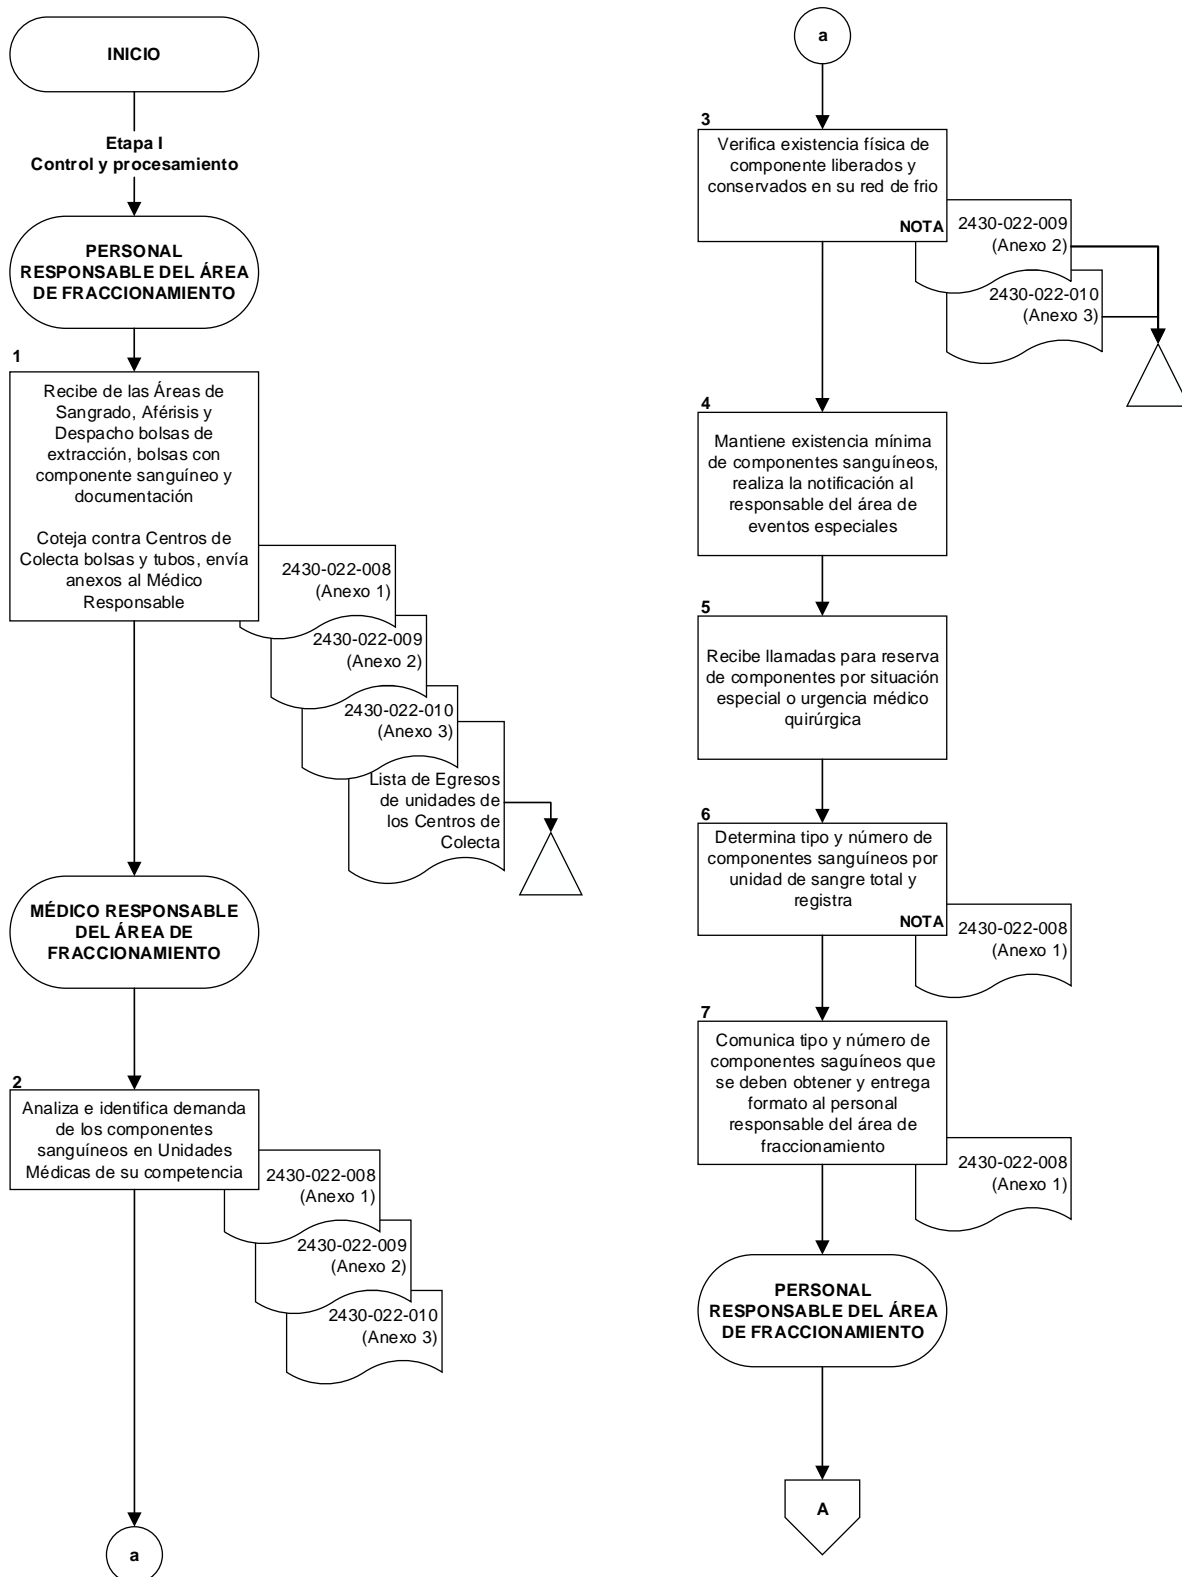 INICIO
Etapa I
Control y procesamiento
PERSONAL
RESPONSABLE DEL ÁREA
DE FRACCIONAMIENTO
1
Recibe de las Áreas de
Sangrado, Aférisis y
Despacho bolsas de
extracción, bolsas con
componente sanguíneo y
documentación
Coteja contra Centros de
Colecta bolsas y tubos, envía
anexos al Médico
Responsable
2430-022-008
(Anexo 1)
2430-022-009
(Anexo 2)
2430-022-010
(Anexo 3)
Lista de Egresos
de unidades de
los Centros de
Colecta
MÉDICO RESPONSABLE
DEL ÁREA DE
FRACCIONAMIENTO
2
Analiza e identifica demanda
de los componentes
sanguíneos en Unidades
Médicas de su competencia
2430-022-008
(Anexo 1)
2430-022-009
(Anexo 2)
2430-022-010
(Anexo 3)
a
a
3
Verifica existencia física de
componente liberados y
conservados en su red de frio
NOTA
2430-022-009
(Anexo 2)
2430-022-010
(Anexo 3)
4
Mantiene existencia mínima
de componentes sanguíneos,
realiza la notificación al
responsable del área de
eventos especiales
5
Recibe llamadas para reserva
de componentes por situación
especial o urgencia médico
quirúrgica
6
Determina tipo y número de
componentes sanguíneos por
unidad de sangre total y
registra
NOTA
2430-022-008
(Anexo 1)
7
Comunica tipo y número de
componentes saguíneos que
se deben obtener y entrega
formato al personal
responsable del área de
fraccionamiento
2430-022-008
(Anexo 1)
PERSONAL
RESPONSABLE DEL ÁREA
DE FRACCIONAMIENTO
A